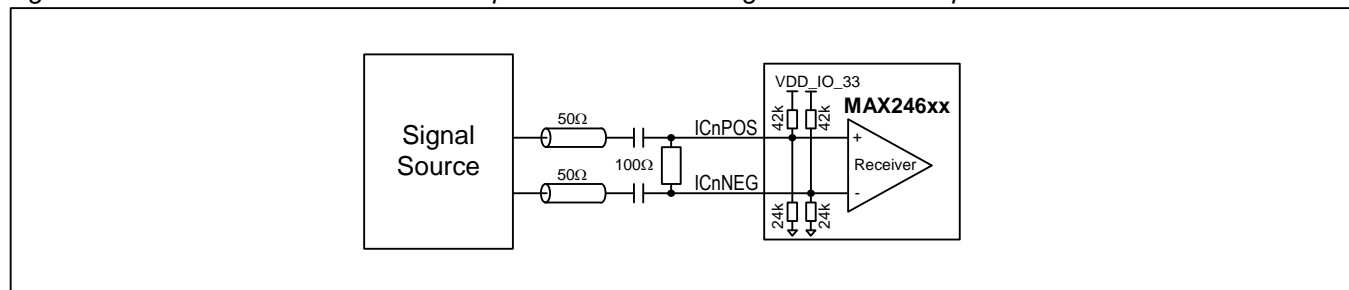 VDD_IO_33
MAX246xx
42k
42k
50Ω
ICnPOS
+
Signal
Source
100Ω
Receiver
50Ω
ICnNEG
-
24k
24k